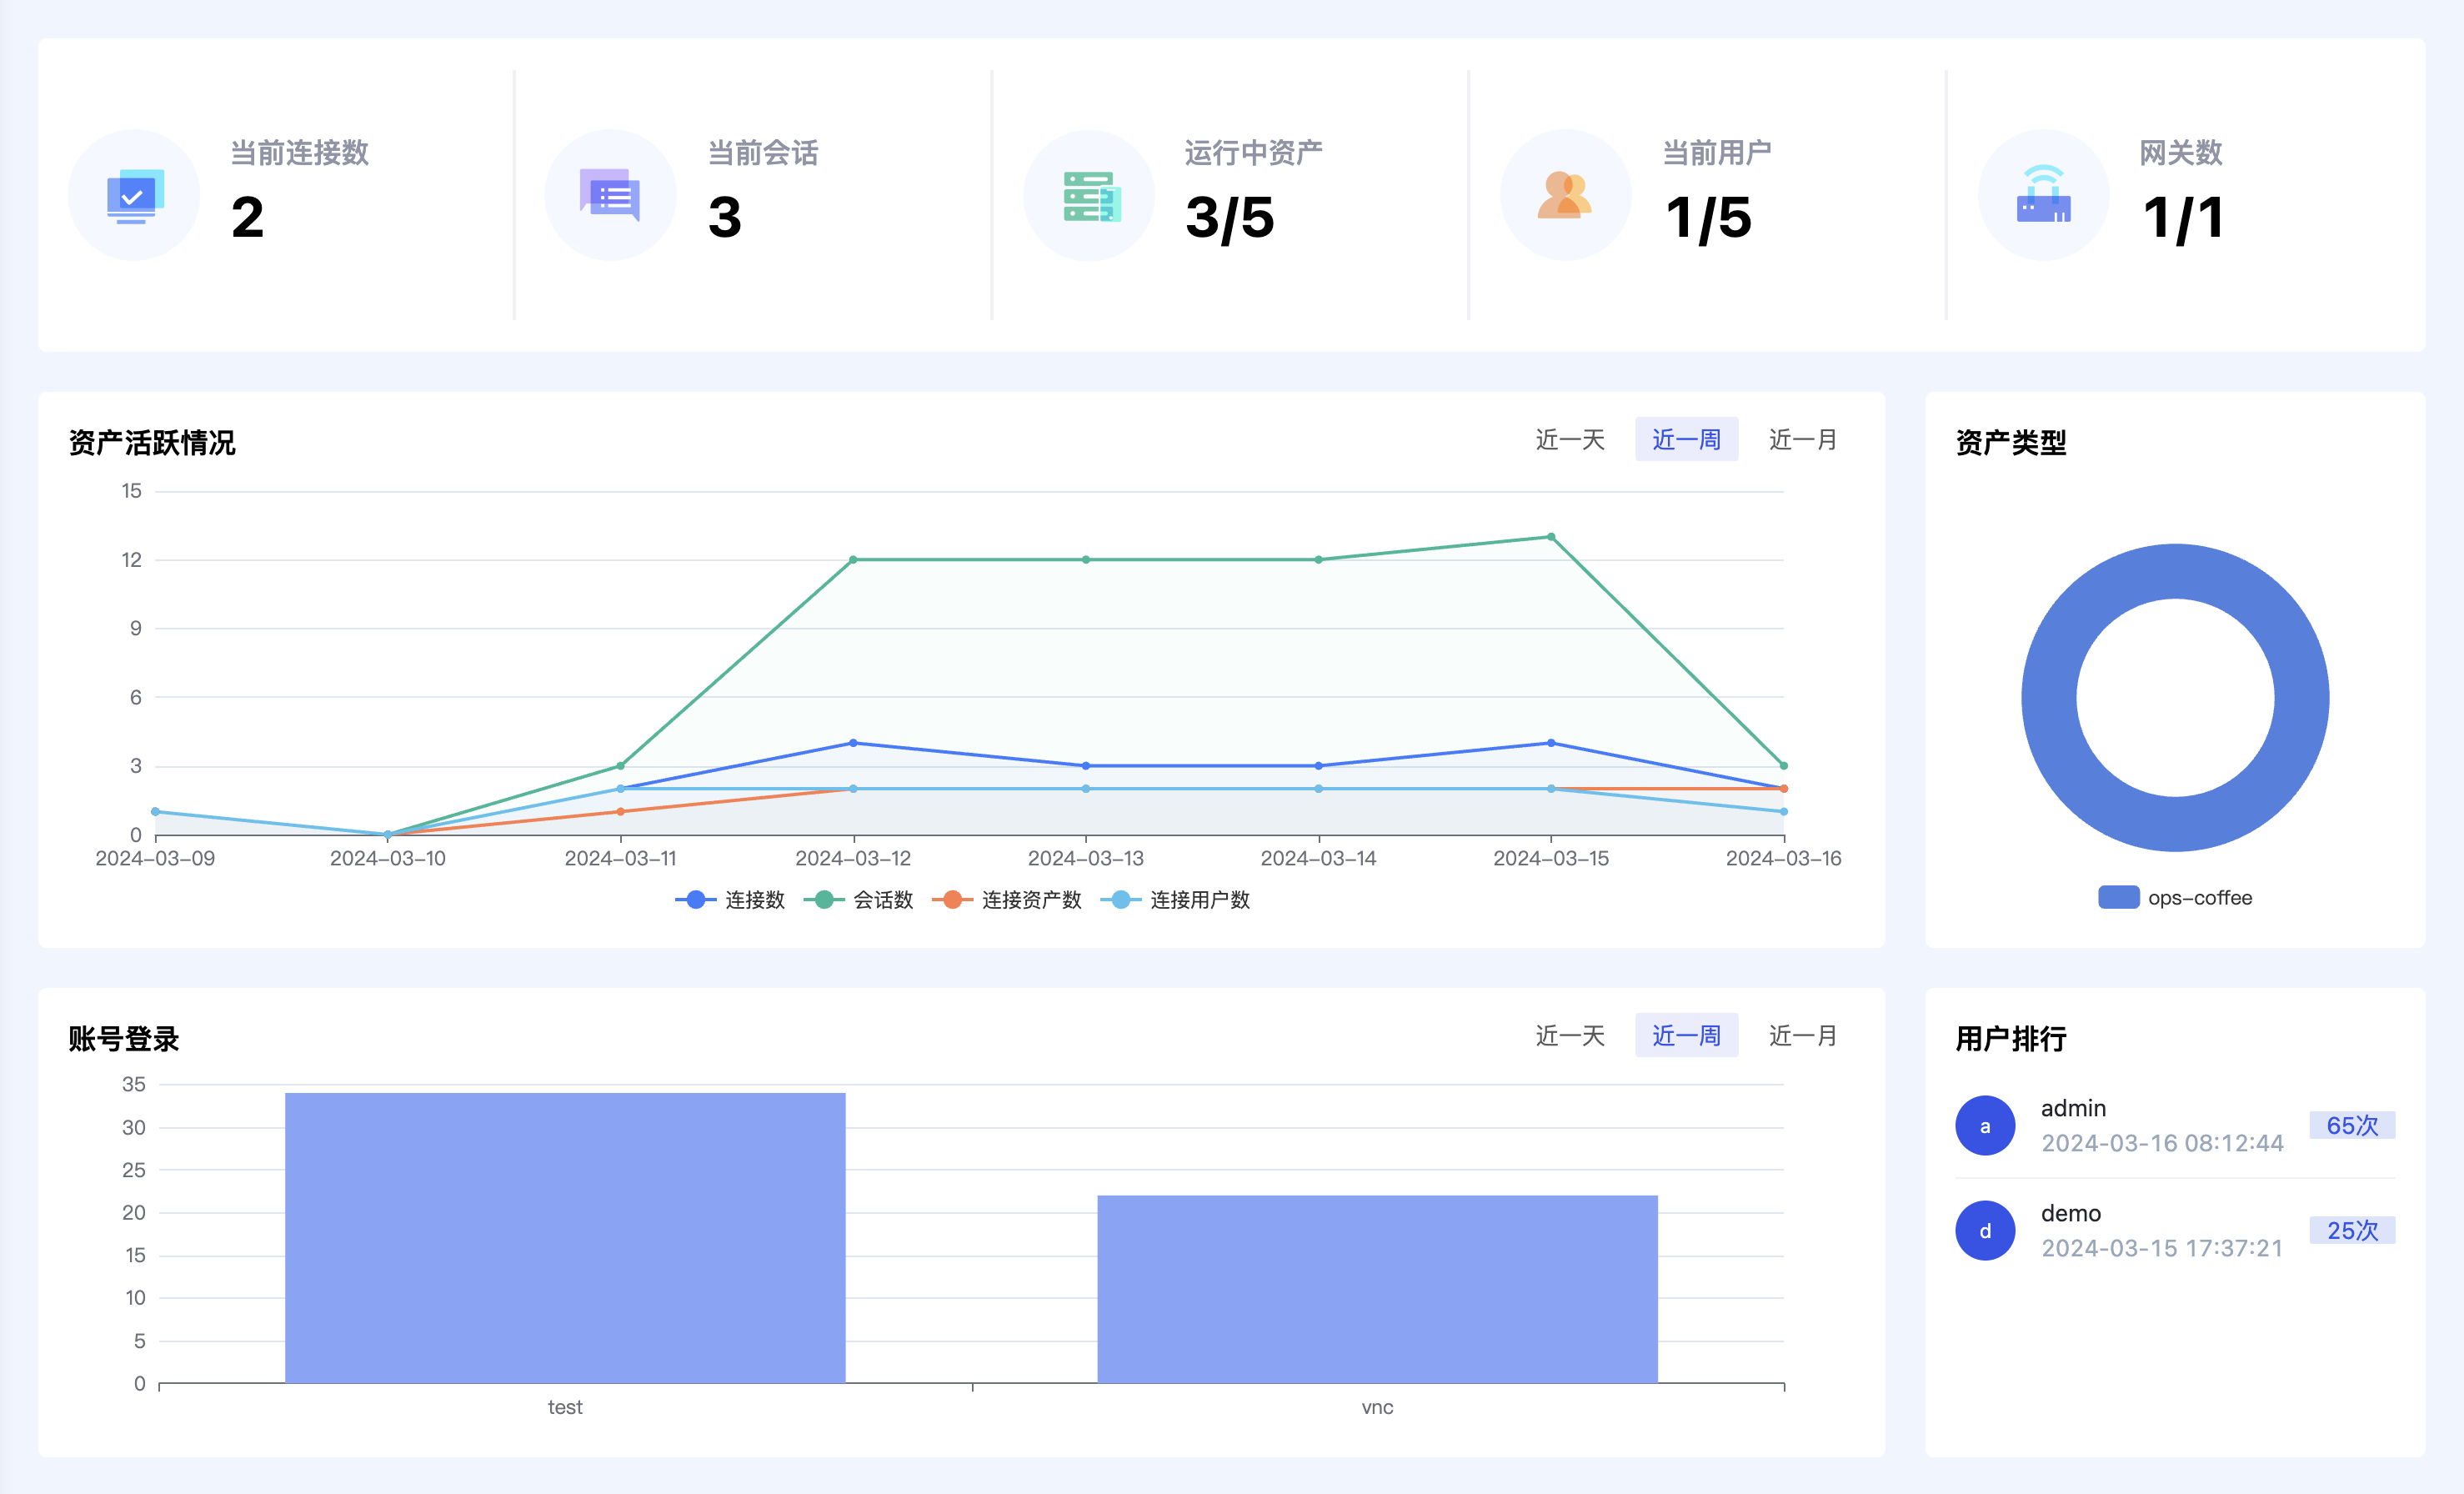 当前连接数
2
当前会话
3
运行中资产
3/5
当前用户
1/5
网关数
1/1
资产活跃情况
近一天 近一周 近一月
15
12
9
6
3
0
2024-03-09 2024-03-10 2024-03-11 2024-03-12 2024-03-13 2024-03-14 2024-03-15 2024-03-16
连接数 会话数 连接资产数 连接用户数
资产类型
ops-coffee
账号登录
近一天 近一周 近一月
35
30
25
20
15
10
5
0
test vnc
用户排行
a
admin
2024-03-16 08:12:44
65次
d
demo
2024-03-15 17:37:21
25次